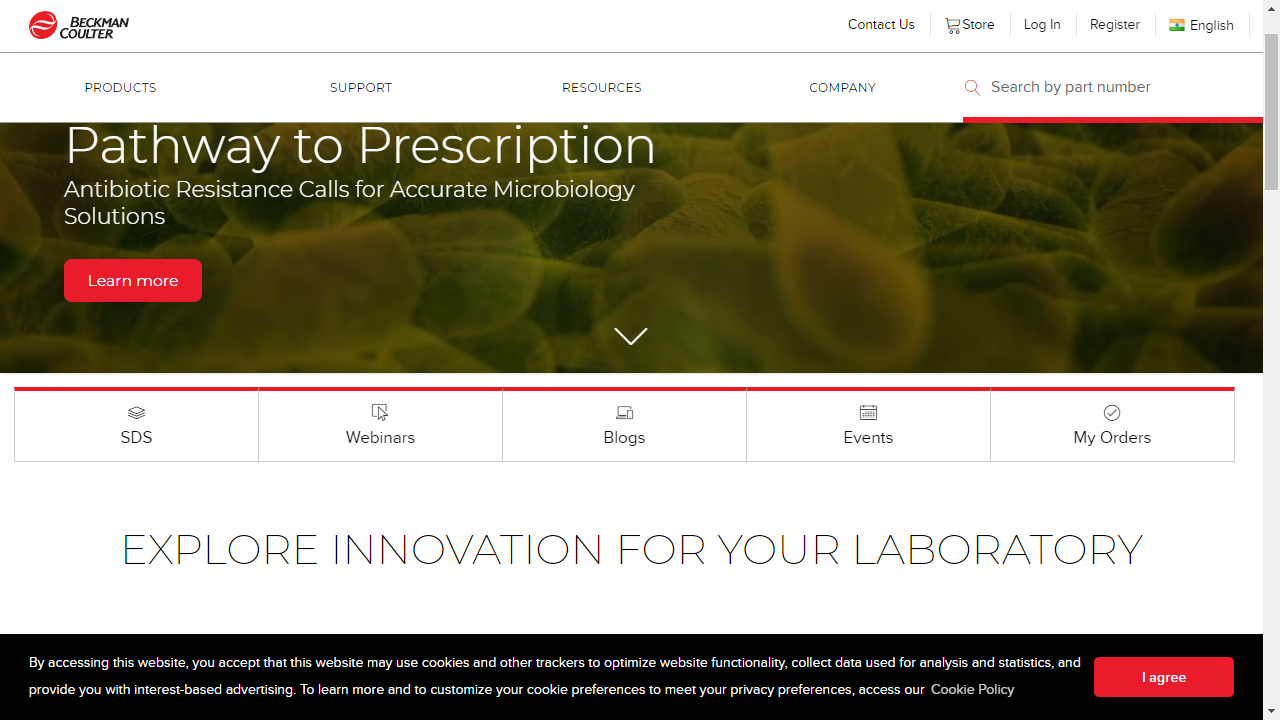 BECKMAN
COULTER
Contact Us
Store
Log In
Register
English
PRODUCTS
SUPPORT
RESOURCES
COMPANY
Search by part number
Pathway to Prescription
Antibiotic Resistance Calls for Accurate Microbiology
Solutions
Learn more
SDS
Webinars
Blogs
Events
My Orders
EXPLORE INNOVATION FOR YOUR LABORATORY
By accessing this website, you accept that this website may use cookies and other trackers to optimize website functionality, collect data used for analysis and statistics, and
provide you with interest-based advertising. To learn more and to customize your cookie preferences to meet your privacy preferences, access our Cookie Policy
I agree